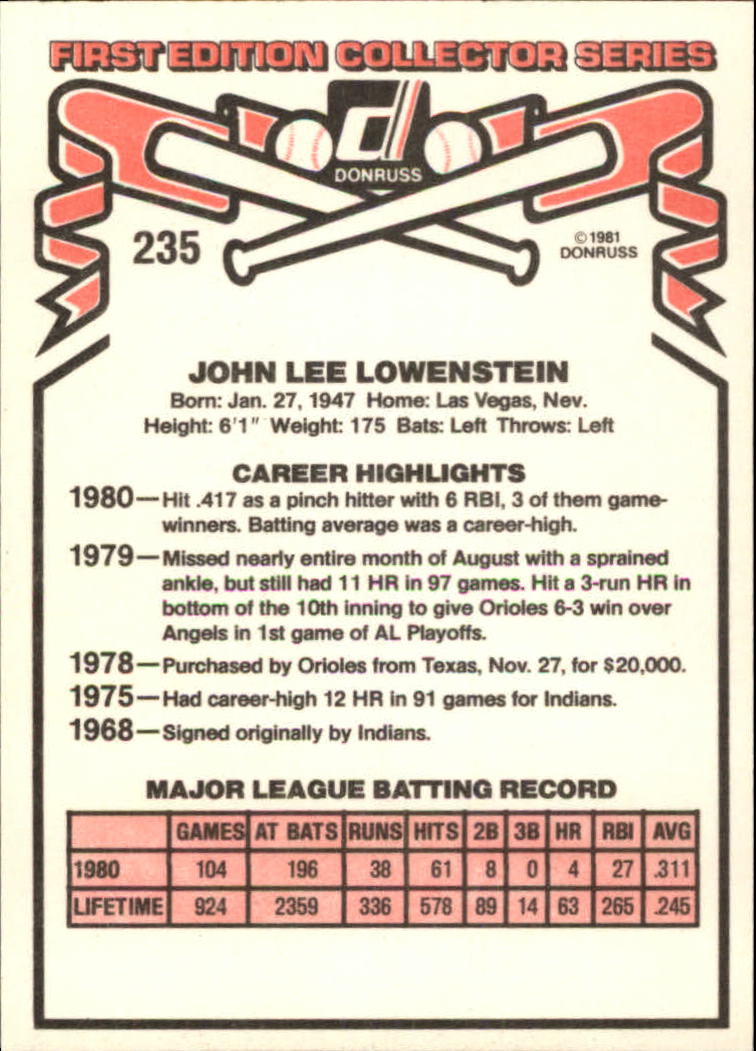 FIRST EDITION COLLECTOR SERIES
d
DONRUSS
235
© 1981
DONRUSS
JOHN LEE LOWENSTEIN
Born: Jan. 27, 1947 Home: Las Vegas, Nev.
Height: 6'1" Weight: 175 Bats: Left Throws: Left
CAREER HIGHLIGHTS
1980—Hit .417 as a pinch hitter with 6 RBI, 3 of them game-
winners. Batting average was a career-high.
1979—Missed nearly entire month of August with a sprained
ankle, but still had 11 HR in 97 games. Hit a 3-run HR in
bottom of the 10th inning to give Orioles 6-3 win over
Angels in 1st game of AL Playoffs.
1978—Purchased by Orioles from Texas, Nov. 27, for $20,000.
1975—Had career-high 12 HR in 91 games for Indians.
1968—Signed originally by Indians.
MAJOR LEAGUE BATTING RECORD
GAMES AT BATS RUNS HITS 2B 3B HR RBI AVG
1980 104 196 38 61 8 0 4 27 .311
LIFETIME 924 2359 336 578 89 14 63 265 .245